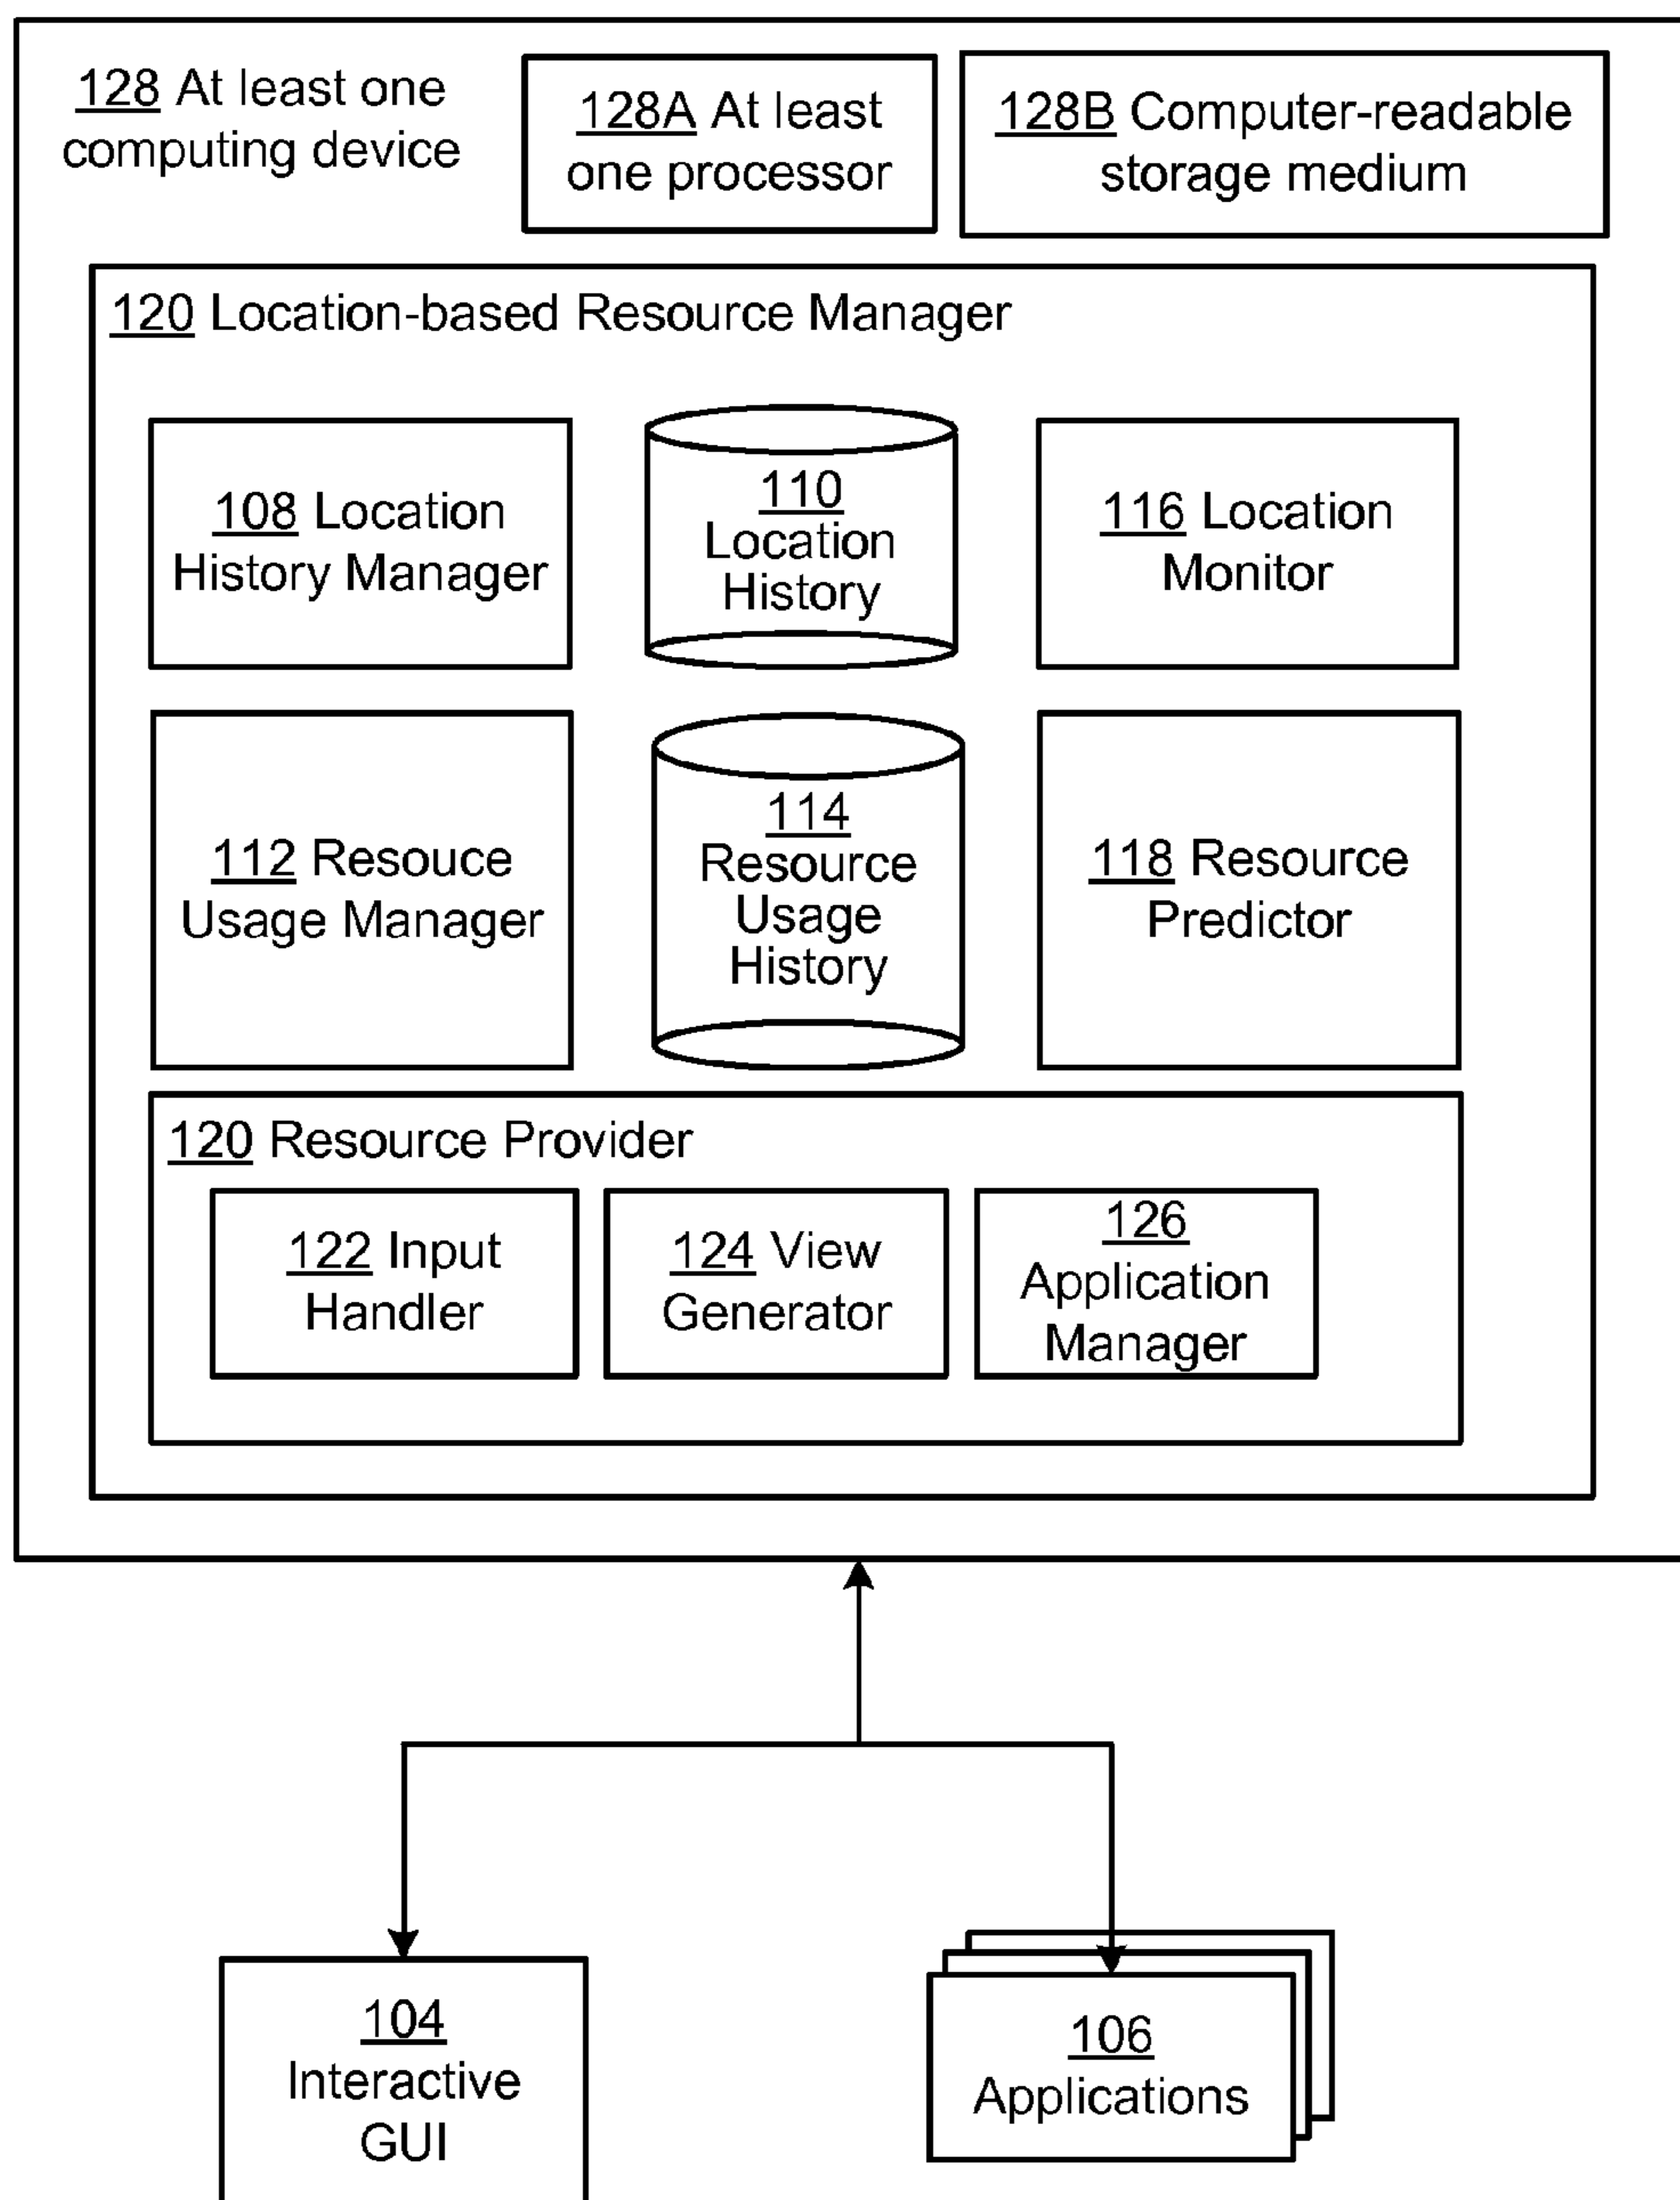 128 At least one
computing device
128A At least
one processor
128B Computer-readable
storage medium
120 Location-based Resource Manager
108 Location
History Manager
110
Location
History
116 Location
Monitor
112 Resouce
Usage Manager
114
Resource
Usage
History
118 Resource
Predictor
120 Resource Provider
122 Input
Handler
124 View
Generator
126
Application
Manager
104
Interactive
GUI
106
Applications